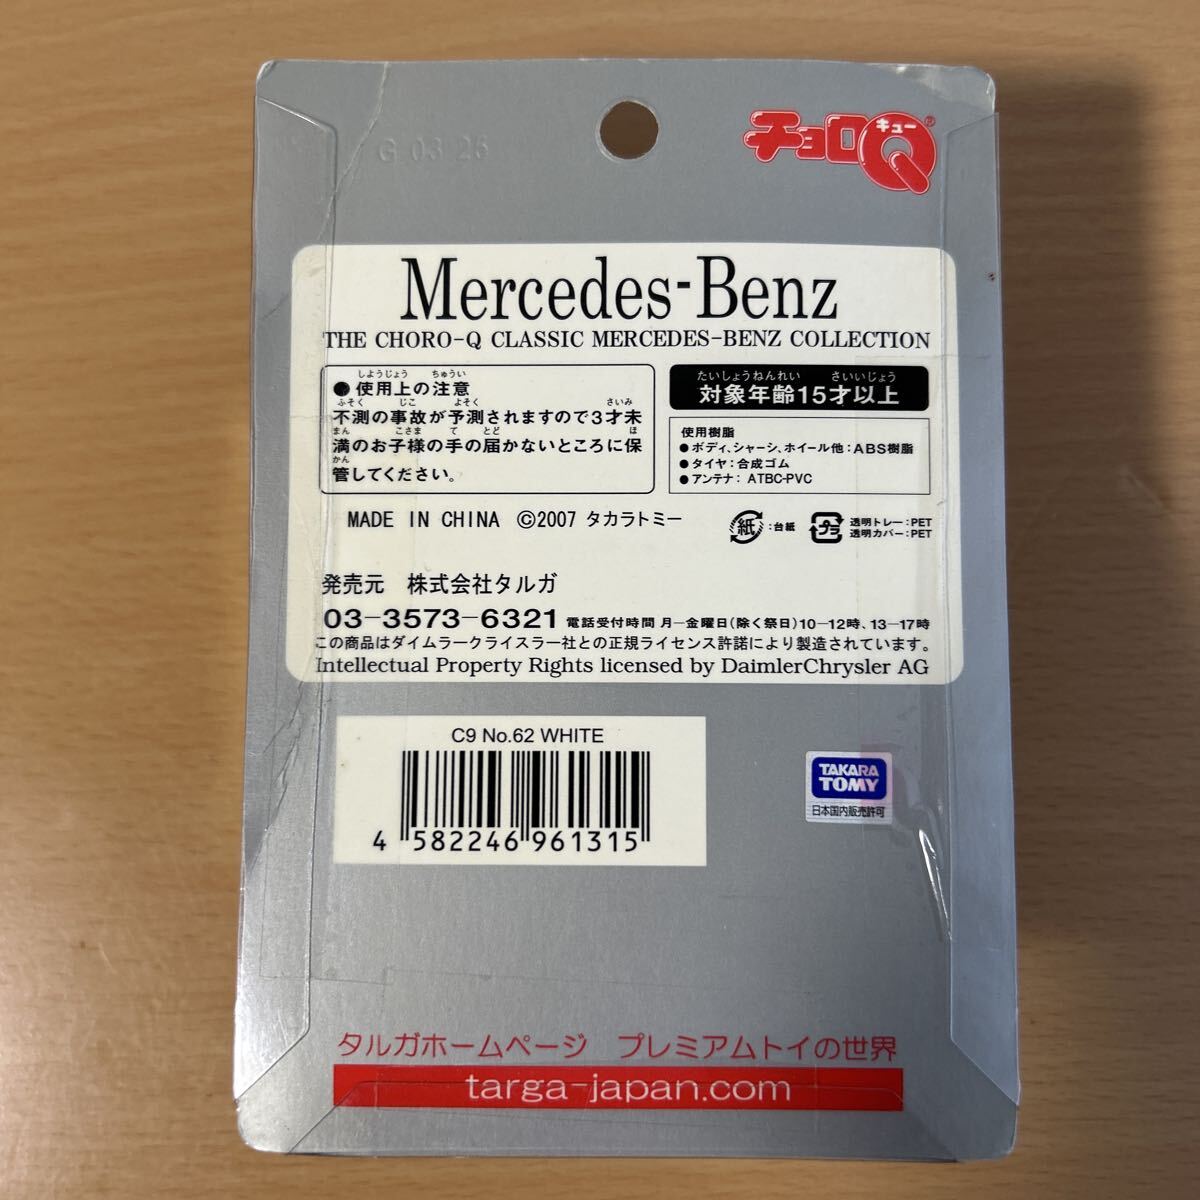 G 03 25
チョロQ®
キュー
Mercedes-Benz
THE CHORO-Q CLASSIC MERCEDES-BENZ COLLECTION
しようじょう ちゅうい
●使用上の注意
ふそく じこ よそく さいみ
不測の事故が予測されますので3才未
まん こさま て とど ほ
満のお子様の手の届かないところに保
かん
管してください。
たいしょうねんれい さいいじょう
対象年齢15才以上
使用樹脂
●ボディ、シャーシ、ホイール他：ABS樹脂
●タイヤ：合成ゴム
●アンテナ：ATBC-PVC
MADE IN CHINA ©2007 タカラトミー
紙：台紙
プラ 透明トレー：PET
透明カバー：PET
発売元 株式会社タルガ
03-3573-6321 電話受付時間 月―金曜日（除く祭日）10-12時、13-17時
この商品はダイムラークライスラー社との正規ライセンス許諾により製造されています。
Intellectual Property Rights licensed by DaimlerChrysler AG
C9 No.62 WHITE
4 582246 961315
TAKARA
TOMY
日本国内販売許可
タルガホームページ プレミアムトイの世界
targa-japan.com